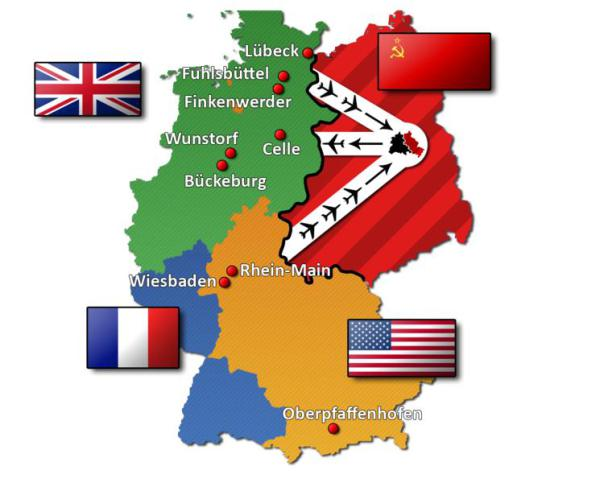 Lübeck
Fuhlsbüttel
Finkenwerder
Wunstorf
Celle
Bückeburg
Rhein-Main
Wiesbaden
Oberpfaffenhofen